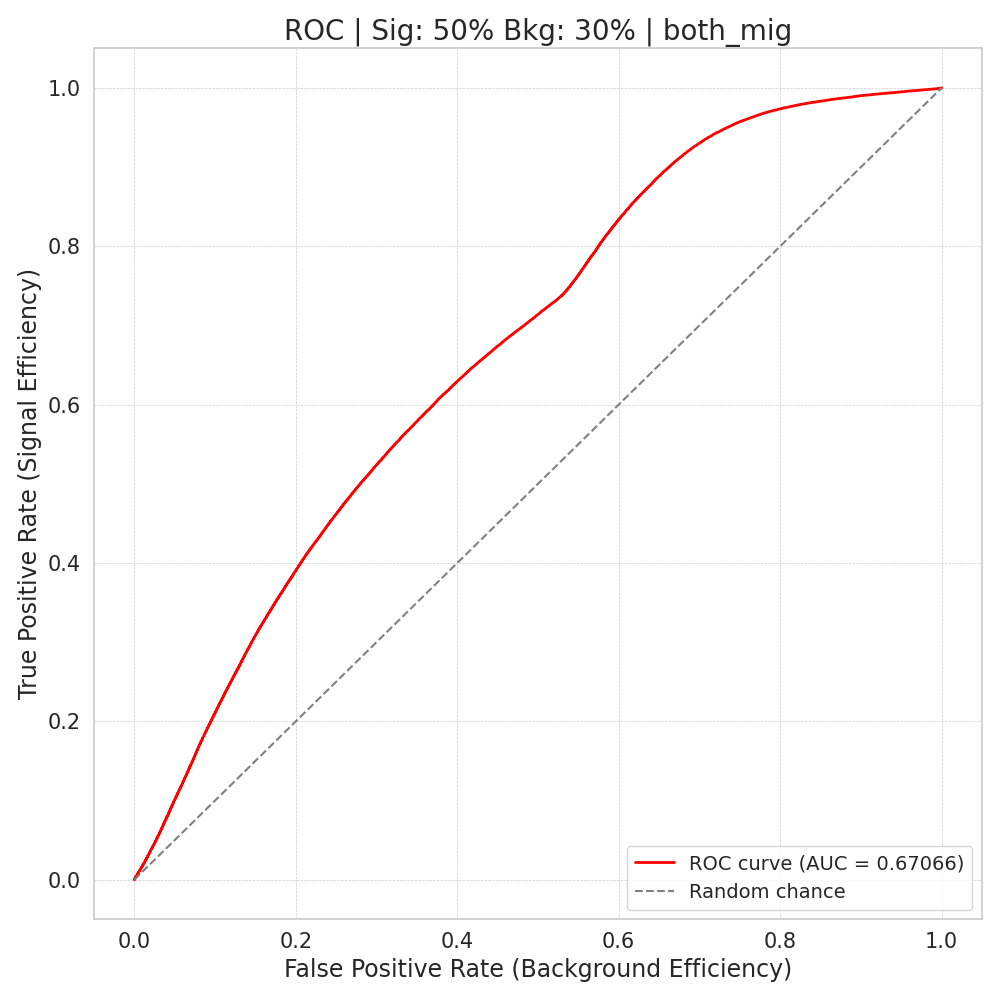 ROC | Sig: 50% Bkg: 30% | both_mig
True Positive Rate (Signal Efficiency)
1.0
0.8
0.6
0.4
0.2
0.0
ROC curve (AUC = 0.67066)
Random chance
0.0 0.2 0.4 0.6 0.8 1.0
False Positive Rate (Background Efficiency)